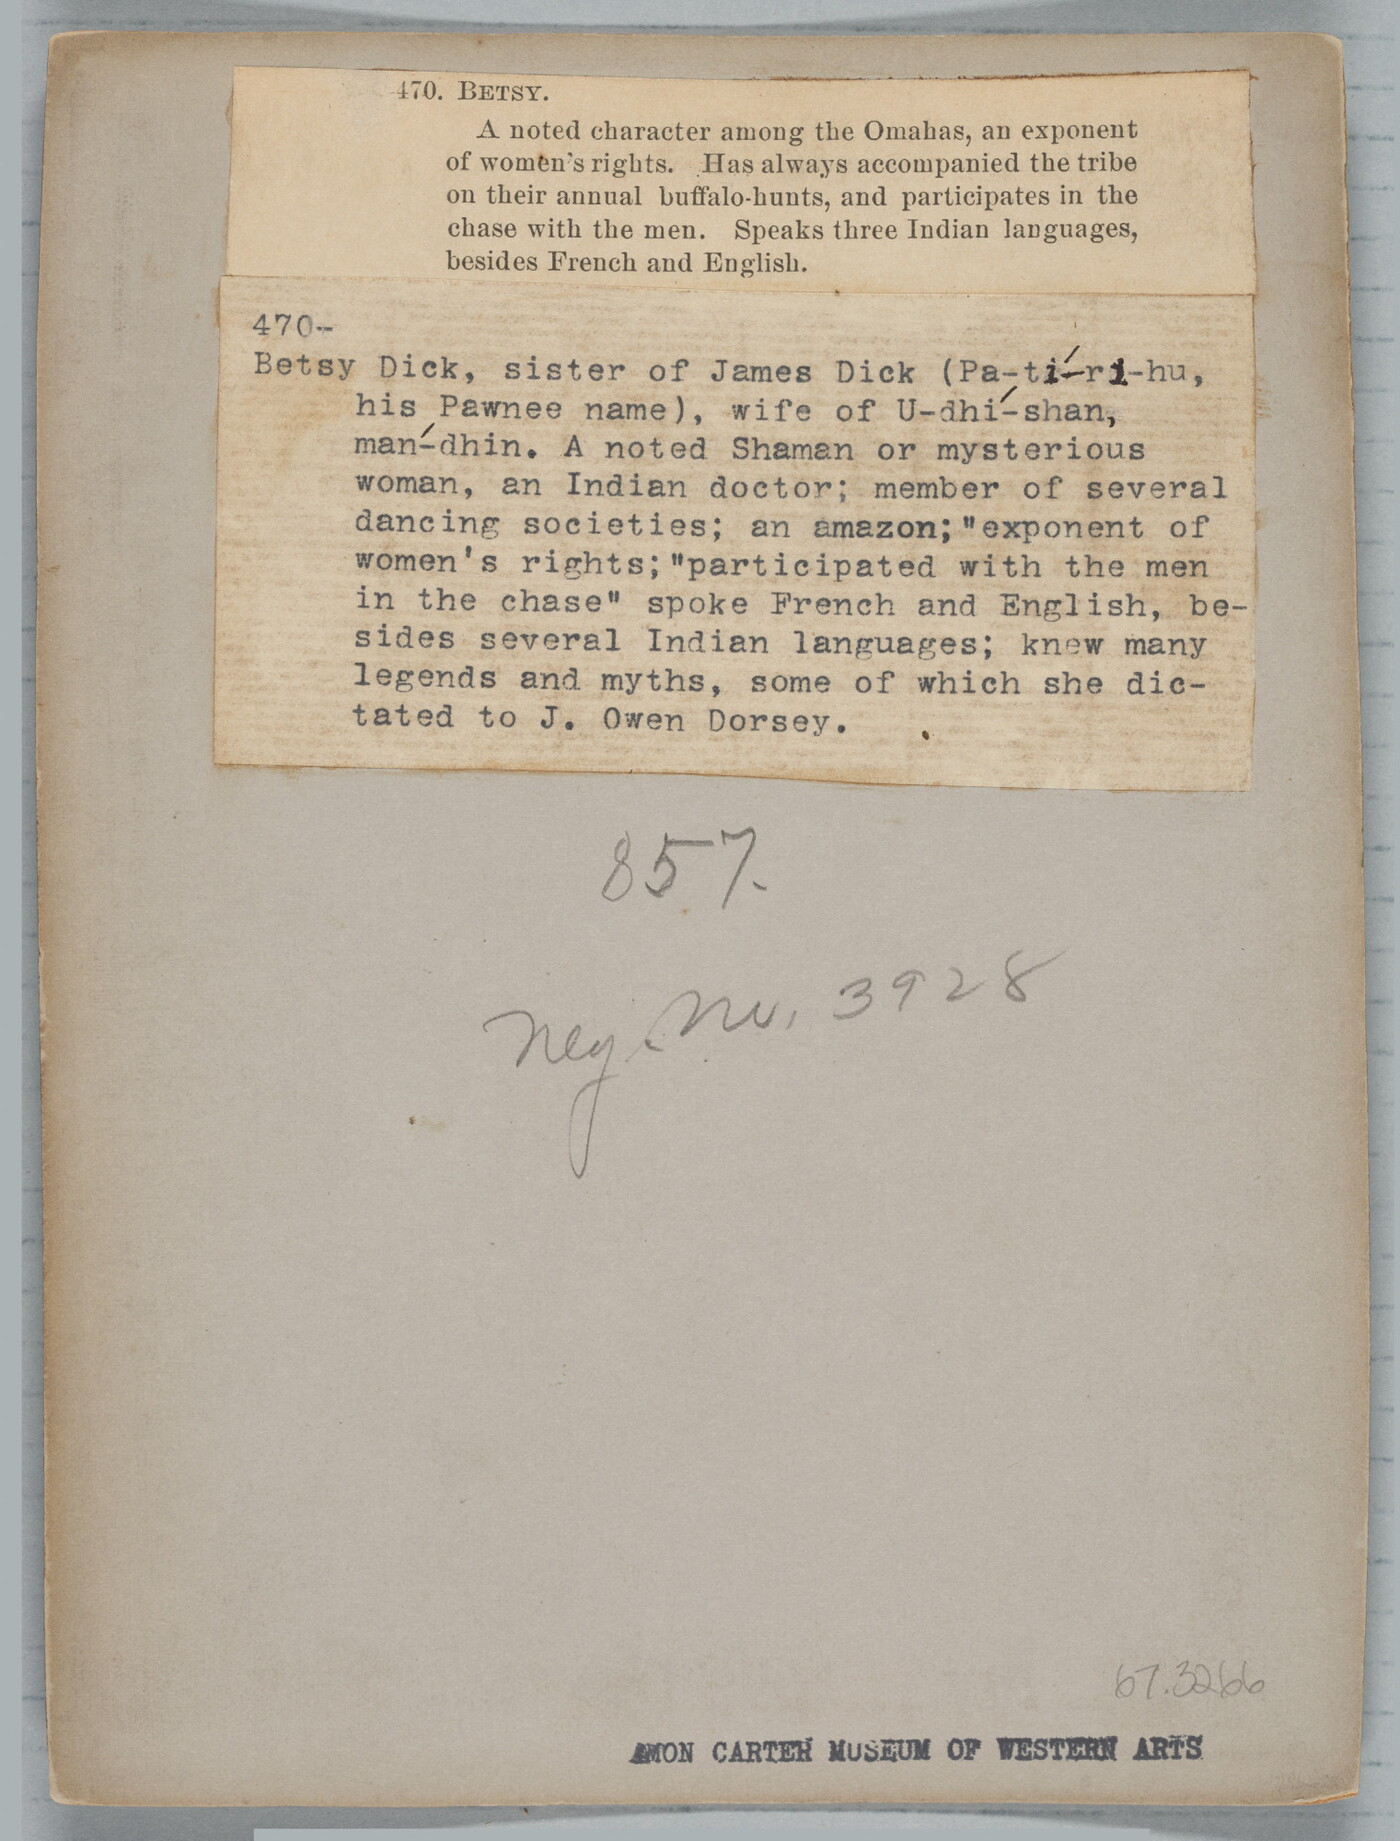 470. BETSY.
A noted character among the Omahas, an exponent
of women's rights. Has always accompanied the tribe
on their annual buffalo-hunts, and participates in the
chase with the men. Speaks three Indian languages,
besides French and English.
470-
Betsy Dick, sister of James Dick (Pa-tí-ri-hu,
his Pawnee name), wife of U-dhi´-shan,
man´-dhin. A noted Shaman or mysterious
woman, an Indian doctor; member of several
dancing societies; an amazon;"exponent of
women's rights;"participated with the men
in the chase" spoke French and English, be-
sides several Indian languages; knew many
legends and myths, some of which she dic-
tated to J. Owen Dorsey.
857.
Neg. No. 3928
67.3266
AMON CARTER MUSEUM OF WESTERN ARTS